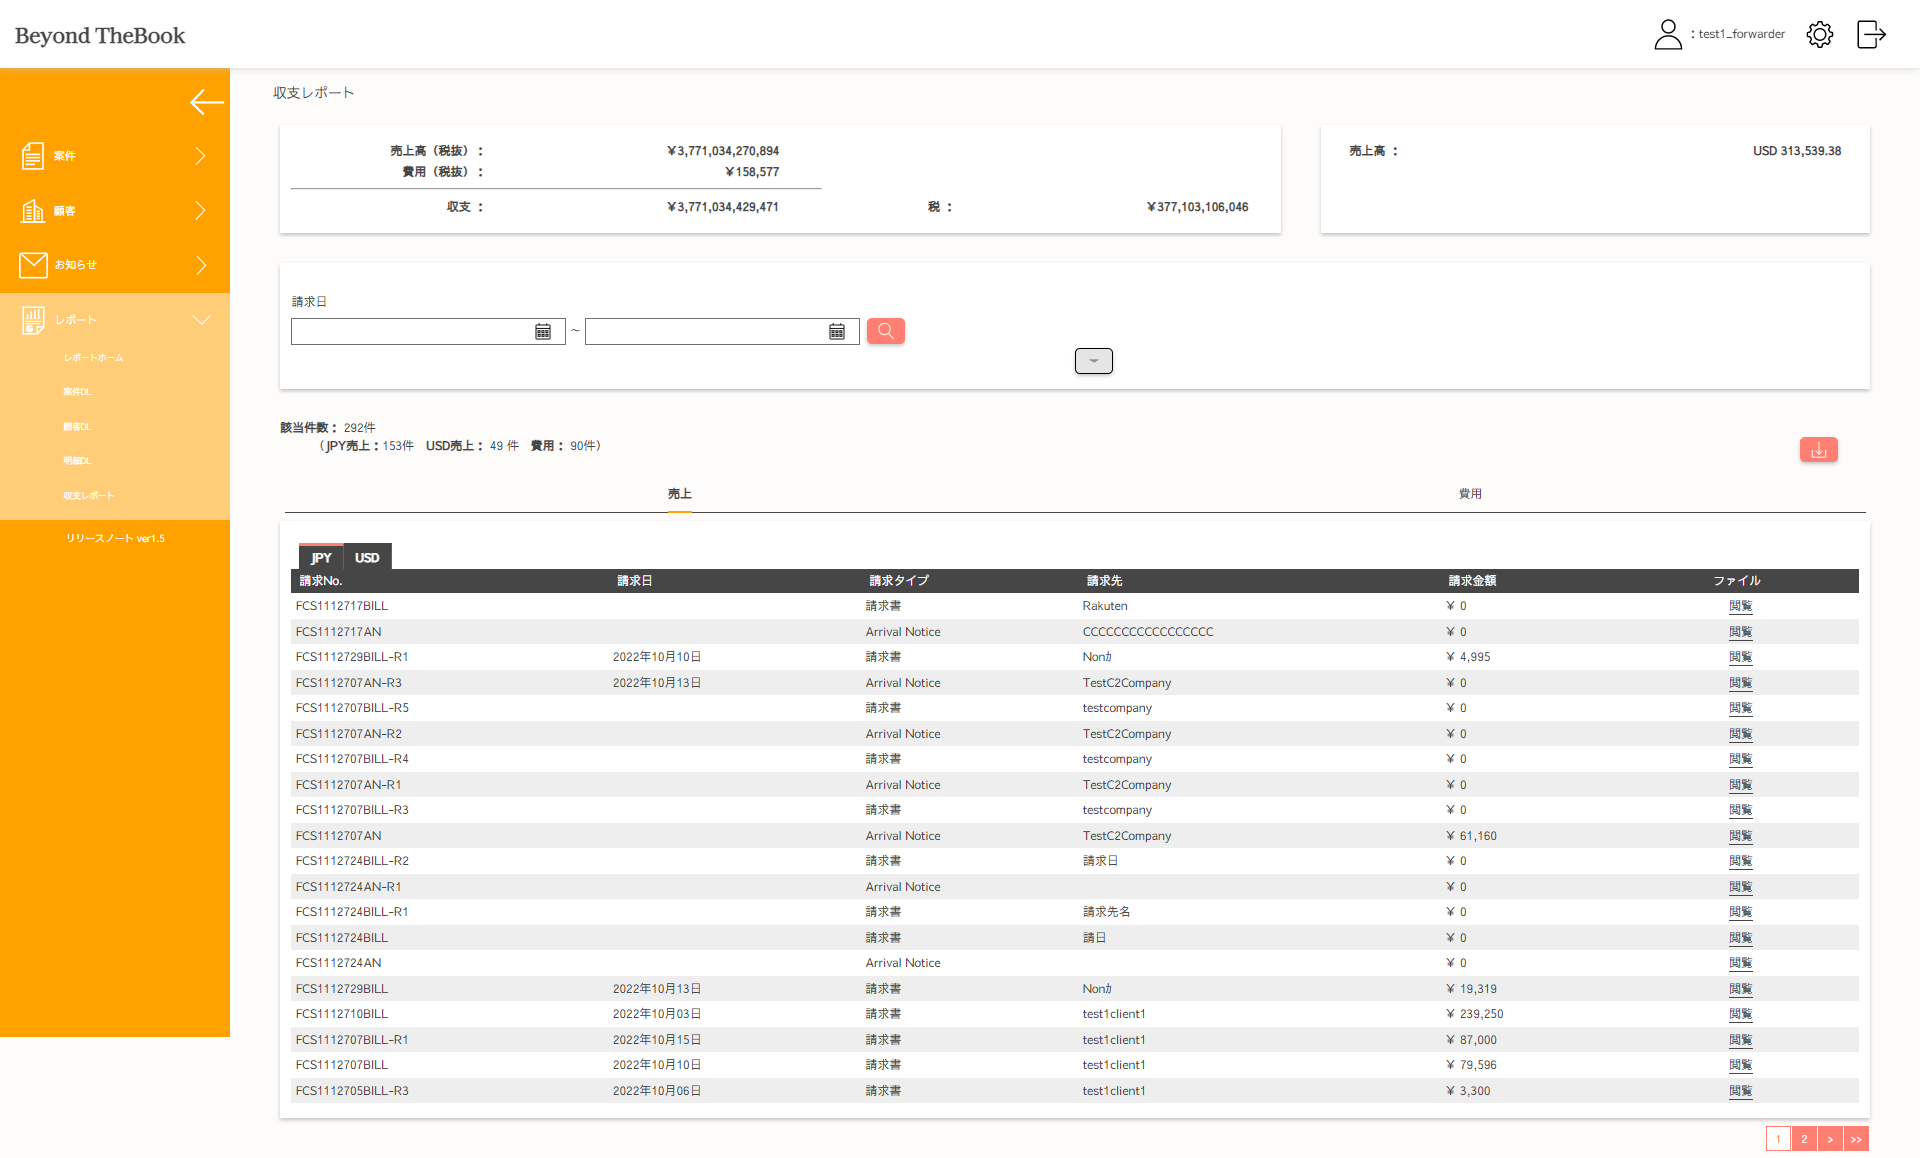 Beyond TheBook
：test1_forwarder
案件
顧客
お知らせ
レポート
レポートホーム
案件DL
顧客DL
明細DL
収支レポート
リリースノート ver1.5
収支レポート
売上高（税抜）： ¥3,771,034,270,894
費用（税抜）： ¥158,577
収支 ： ¥3,771,034,429,471 税 ： ¥377,103,106,046
売上高 ： USD 313,539.38
請求日
~
該当件数： 292件
（JPY売上：153件 USD売上： 49 件 費用： 90件）
売上 費用
JPY USD
請求No. 請求日 請求タイプ 請求先 請求金額 ファイル
FCS1112717BILL 請求書 Rakuten ¥ 0 閲覧
FCS1112717AN Arrival Notice CCCCCCCCCCCCCCCCC ¥ 0 閲覧
FCS1112729BILL-R1 2022年10月10日 請求書 Nonｶ ¥ 4,995 閲覧
FCS1112707AN-R3 2022年10月13日 Arrival Notice TestC2Company ¥ 0 閲覧
FCS1112707BILL-R5 請求書 testcompany ¥ 0 閲覧
FCS1112707AN-R2 Arrival Notice TestC2Company ¥ 0 閲覧
FCS1112707BILL-R4 請求書 testcompany ¥ 0 閲覧
FCS1112707AN-R1 Arrival Notice TestC2Company ¥ 0 閲覧
FCS1112707BILL-R3 請求書 testcompany ¥ 0 閲覧
FCS1112707AN Arrival Notice TestC2Company ¥ 61,160 閲覧
FCS1112724BILL-R2 請求書 請求日 ¥ 0 閲覧
FCS1112724AN-R1 Arrival Notice ¥ 0 閲覧
FCS1112724BILL-R1 請求書 請求先名 ¥ 0 閲覧
FCS1112724BILL 請求書 請日 ¥ 0 閲覧
FCS1112724AN Arrival Notice ¥ 0 閲覧
FCS1112729BILL 2022年10月13日 請求書 Nonｶ ¥ 19,319 閲覧
FCS1112710BILL 2022年10月03日 請求書 test1client1 ¥ 239,250 閲覧
FCS1112707BILL-R1 2022年10月15日 請求書 test1client1 ¥ 87,000 閲覧
FCS1112707BILL 2022年10月10日 請求書 test1client1 ¥ 79,596 閲覧
FCS1112705BILL-R3 2022年10月06日 請求書 test1client1 ¥ 3,300 閲覧
1 2 > >>